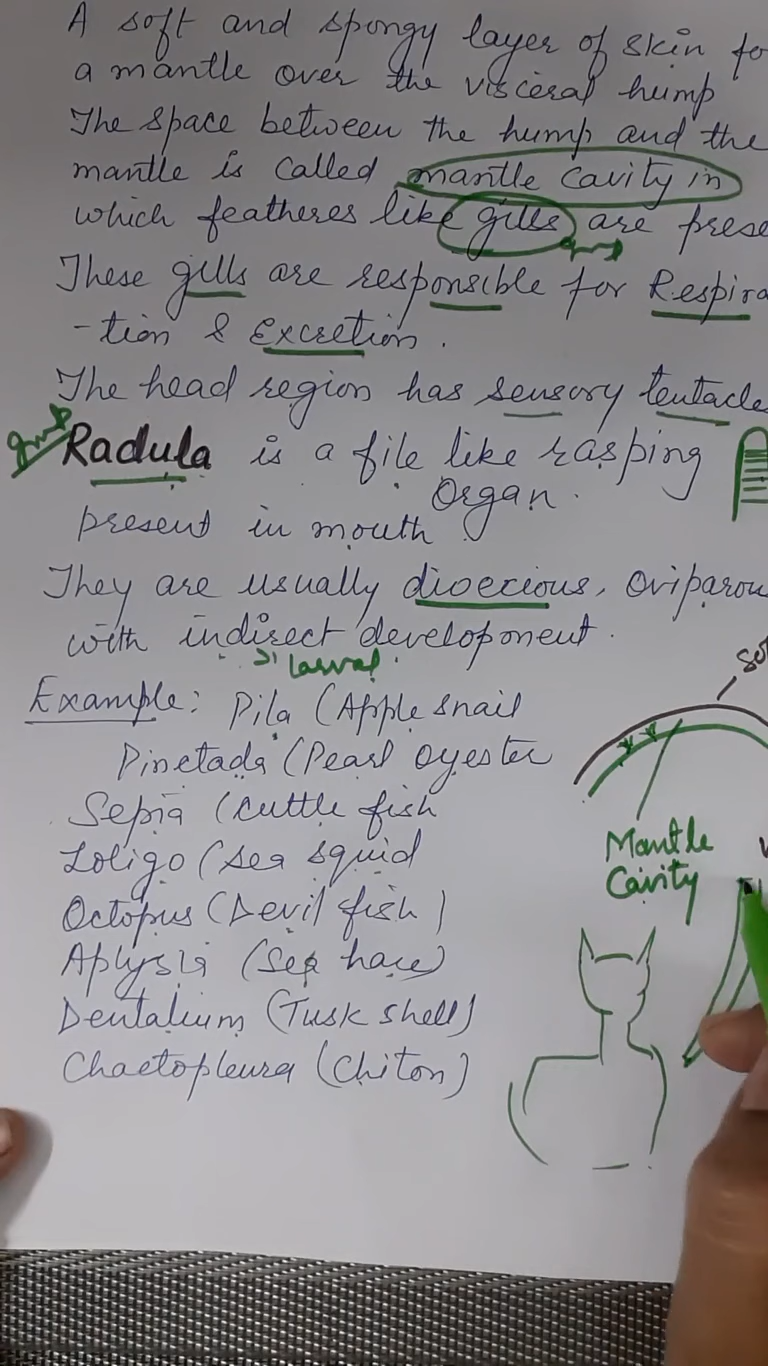 A soft and spongy layer of skin fo
a mantle over the visceral hump
The space between the hump and the
mantle is called mantle cavity in
which featheres like gills are prese
These gills are responsible for Respira
-tion & Excretion.
The head region has sensory tentacle
Radula is a file like rasping
Organ.
present in mouth
They are usually dioecious, Oviparou
with indirect development.
larval.
Example: Pila (Apple snail
Pinctada (Pearl oyester
Sepia (Cuttle fish
Loligo (Sea squid
Octopus (Devil fish)
Aplysia (Sea hare)
Dentalium (Tusk shell)
Chaetopleura (Chiton)
Mantle
Cavity